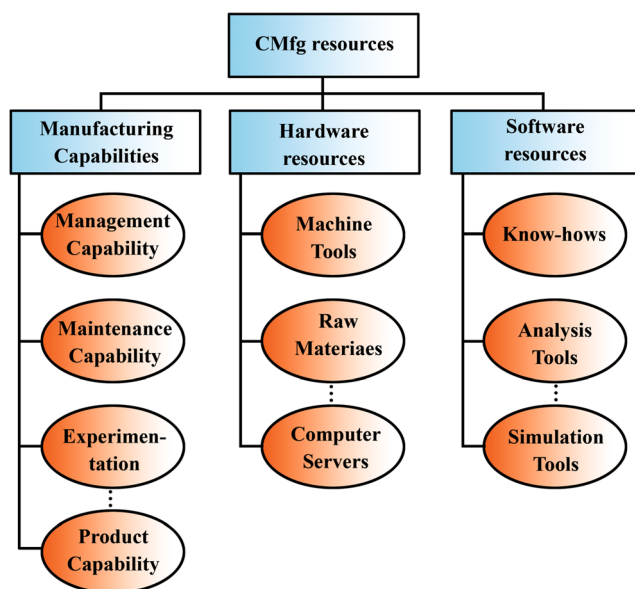 CMfg resources
Manufacturing
Capabilities
Management
Capability
Maintenance
Capability
Experimen-
tation
Product
Capability
Hardware
resources
Machine
Tools
Raw
Materiaes
Computer
Servers
Software
resources
Know-hows
Analysis
Tools
Simulation
Tools